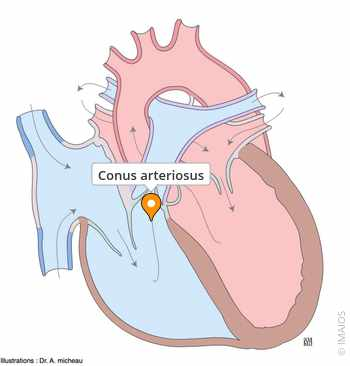 Conus arteriosus
Illustrations : Dr. A. micheau
© IMAIOS